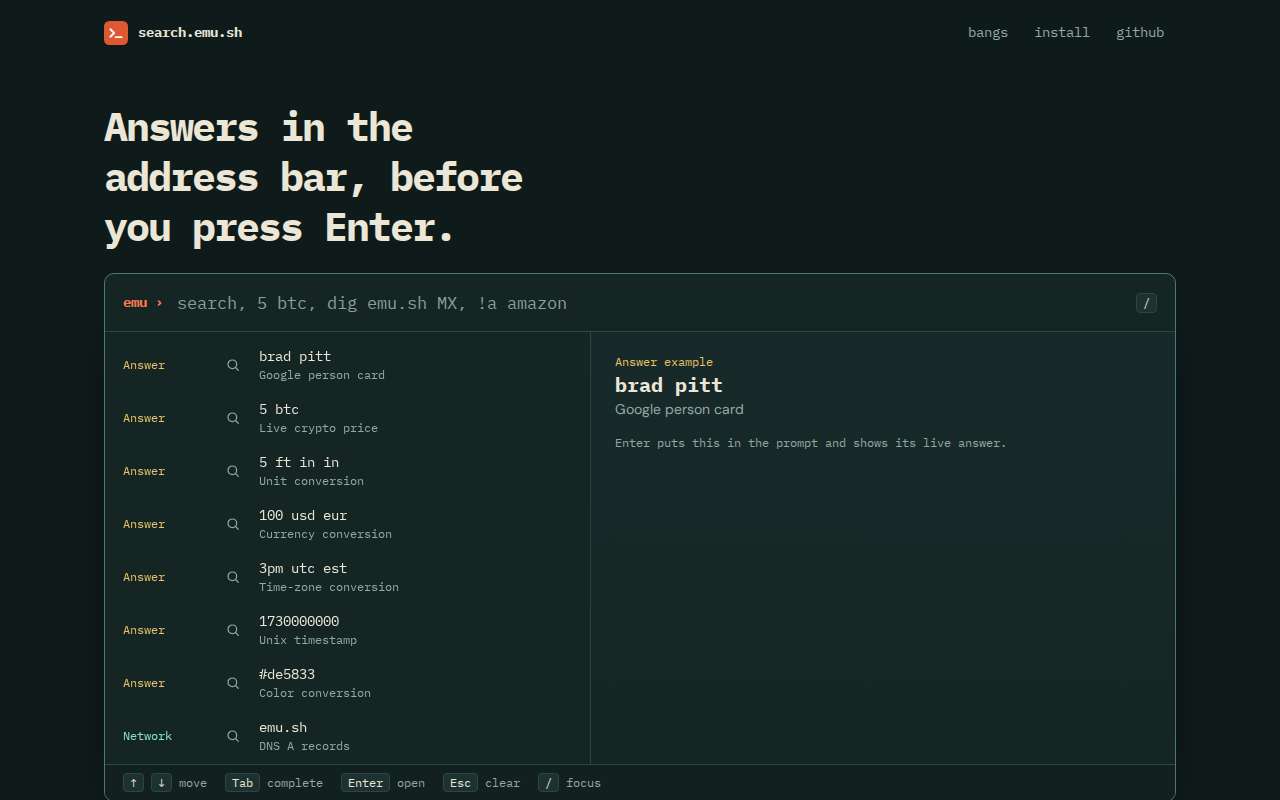 search.emu.sh
bangs install github
Answers in the
address bar, before
you press Enter.
emu › search, 5 btc, dig emu.sh MX, !a amazon /
Answer brad pitt
Google person card
Answer 5 btc
Live crypto price
Answer 5 ft in in
Unit conversion
Answer 100 usd eur
Currency conversion
Answer 3pm utc est
Time-zone conversion
Answer 1730000000
Unix timestamp
Answer #de5833
Color conversion
Network emu.sh
DNS A records
Answer example
brad pitt
Google person card
Enter puts this in the prompt and shows its live answer.
↑ ↓ move Tab complete Enter open Esc clear / focus